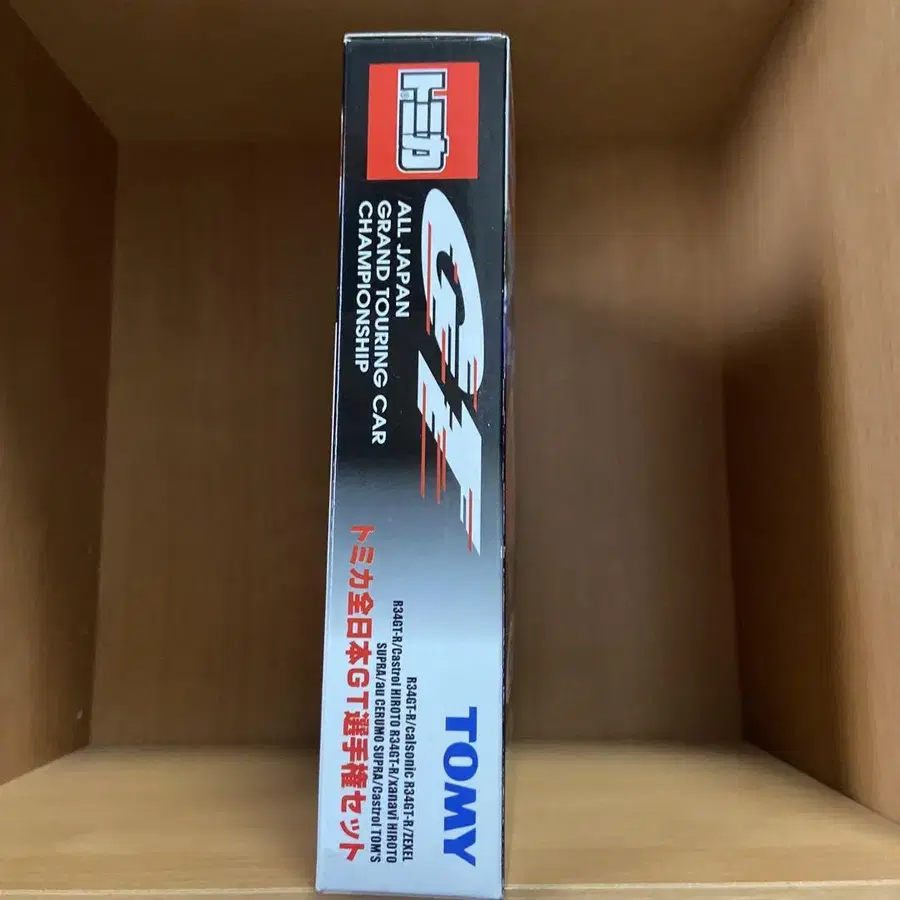 トミカ
GT
ALL JAPAN
GRAND TOURING CAR
CHAMPIONSHIP
TOMY
R34GT-R/calsonic R34GT-R/ZEXEL
R34GT-R/Castrol HIROTO R34GT-R/xanavi HIROTO
SUPRA/au CERUMO SUPRA/Castrol TOM'S
トミカ全日本GT選手権セット